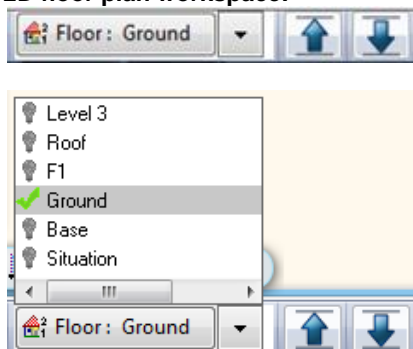 2D floor plan workspace:
Floor : Ground
Level 3
Roof
F1
Ground
Base
Situation
Floor : Ground